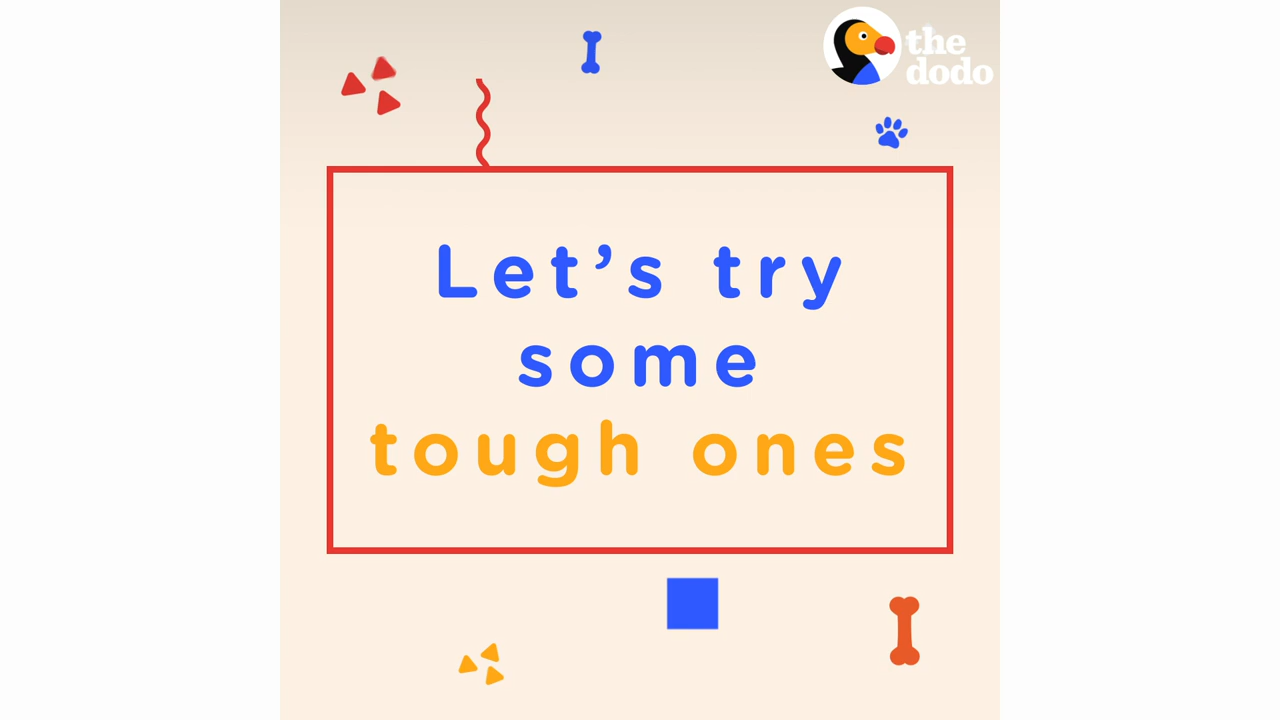 the
dodo
Let’s try
some
tough ones